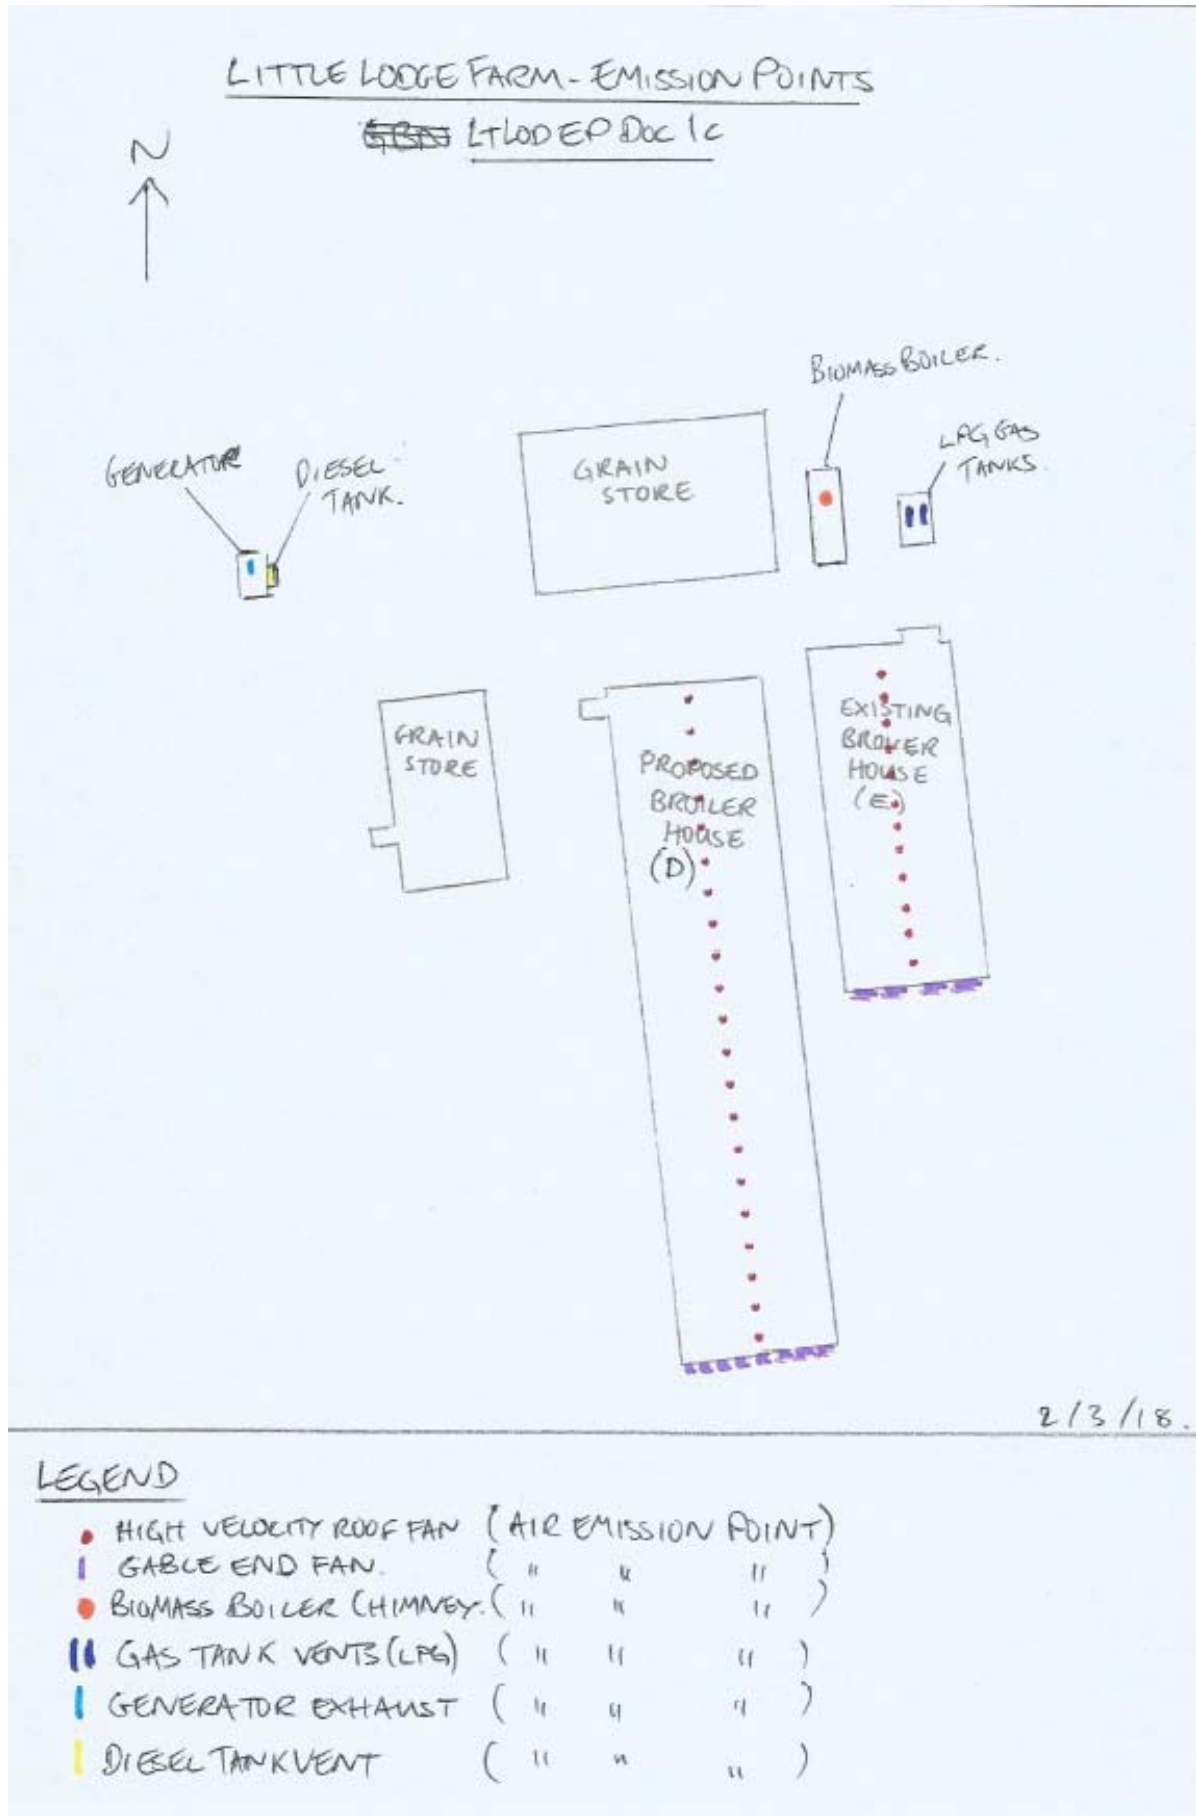 LITTLE LODGE FARM - EMISSION POINTS
LTLOD EP Doc 1c
N
BIOMASS BOILER.
GENERATOR
DIESEL
TANK.
GRAIN
STORE
LPG GAS
TANKS.
GRAIN
STORE
PROPOSED
BROILER
HOUSE
(D)
EXISTING
BROILER
HOUSE
(E)
2/3/18.
LEGEND
HIGH VELOCITY ROOF FAN (AIR EMISSION POINT)
GABLE END FAN. ( " " " )
BIOMASS BOILER CHIMNEY. ( " " " )
GAS TANK VENTS (LPG) ( " " " )
GENERATOR EXHAUST ( " " " )
DIESEL TANK VENT ( " " " )